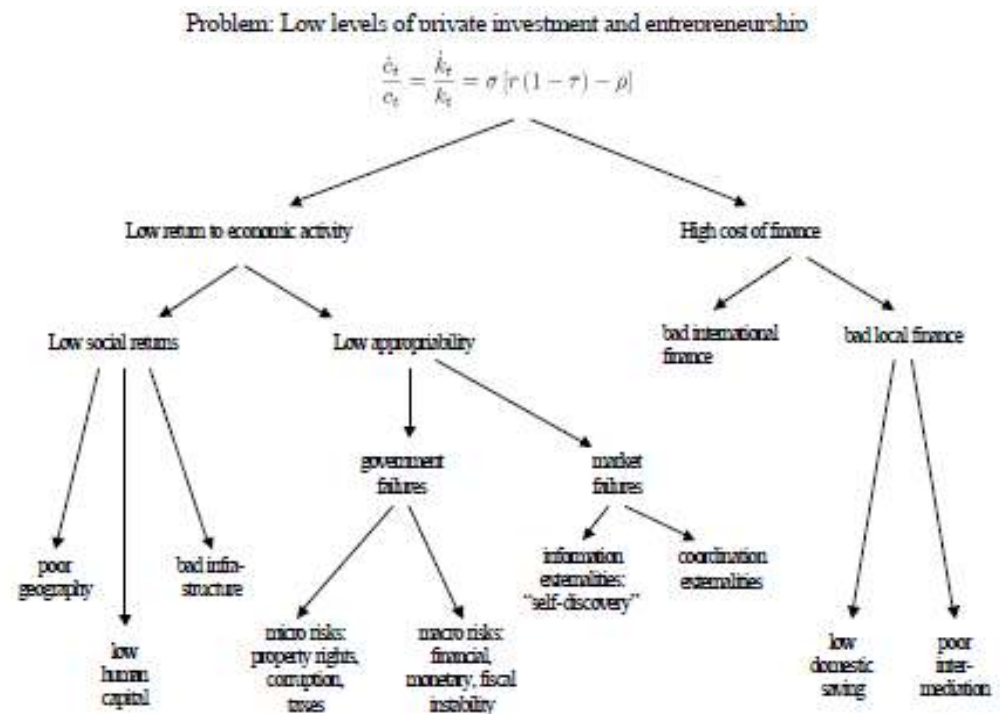 Problem: Low levels of private investment and entrepreneurship
ċₜ/cₜ = k̇ₜ/kₜ = σ [r (1 − τ) − ρ]
Low return to economic activity
High cost of finance
Low social returns
Low appropriability
bad international
finance
bad local finance
government
failures
market
failures
poor
geography
bad infra-
structure
information
externalities:
“self-discovery”
coordination
externalities
low
human
capital
micro risks:
property rights,
corruption,
taxes
macro risks:
financial,
monetary, fiscal
instability
low
domestic
saving
poor
inter-
mediation